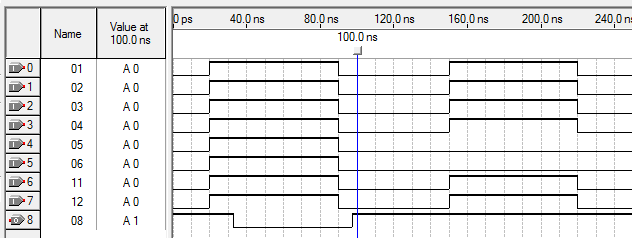 Name Value at 100.0 ns 0 ps 40.0 ns 80.0 ns 120.0 ns 160.0 ns 200.0 ns 240.0 ns
100.0 ns
0 01 A 0
1 02 A 0
2 03 A 0
3 04 A 0
4 05 A 0
5 06 A 0
6 11 A 0
7 12 A 0
8 08 A 1